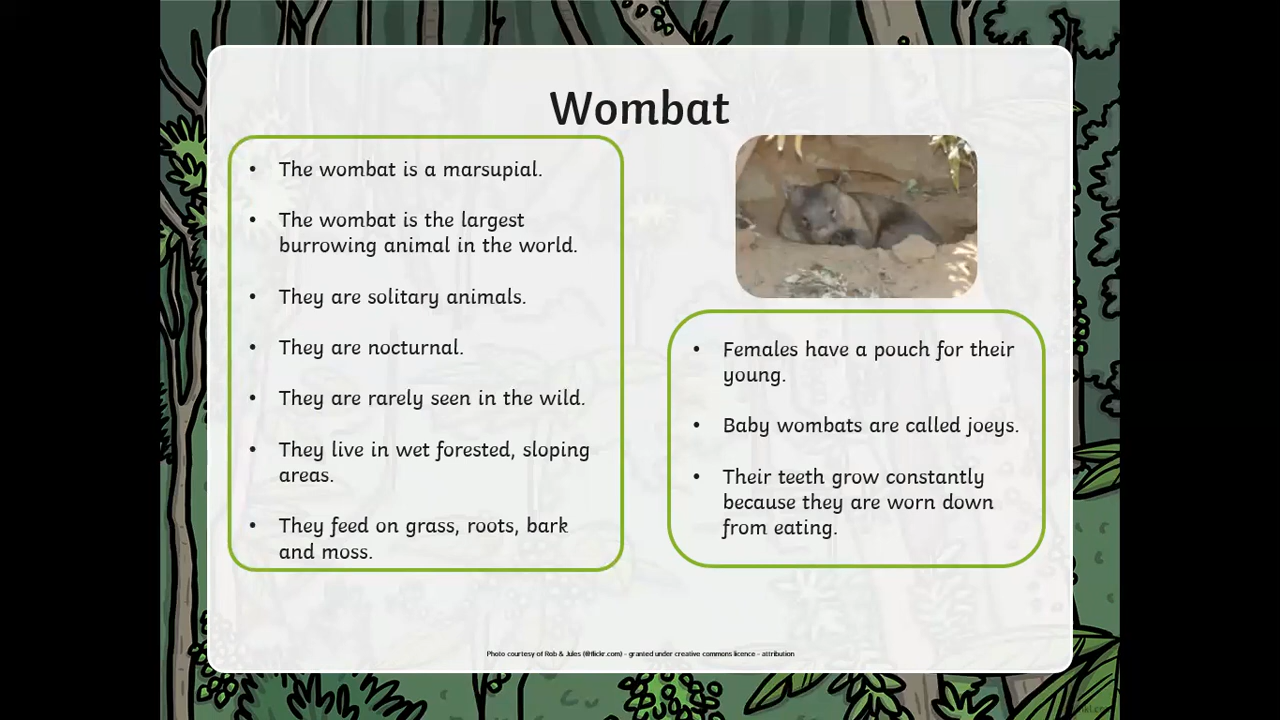 Wombat
• The wombat is a marsupial.
• The wombat is the largest
burrowing animal in the world.
• They are solitary animals.
• They are nocturnal.
• They are rarely seen in the wild.
• They live in wet forested, sloping
areas.
• They feed on grass, roots, bark
and moss.
• Females have a pouch for their
young.
• Baby wombats are called joeys.
• Their teeth grow constantly
because they are worn down
from eating.
Photo courtesy of Rob & Jules (@flickr.com) - granted under creative commons licence - attribution